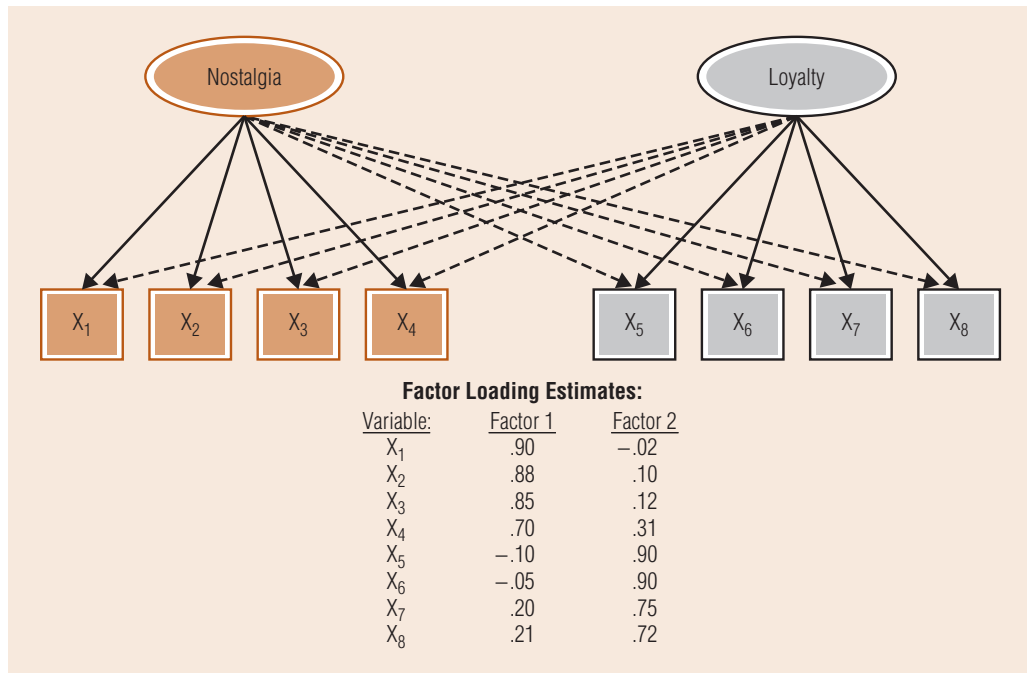 Nostalgia Loyalty
X₁ X₂ X₃ X₄ X₅ X₆ X₇ X₈
Factor Loading Estimates:
Variable: Factor 1 Factor 2
X₁ .90 −.02
X₂ .88 .10
X₃ .85 .12
X₄ .70 .31
X₅ −.10 .90
X₆ −.05 .90
X₇ .20 .75
X₈ .21 .72